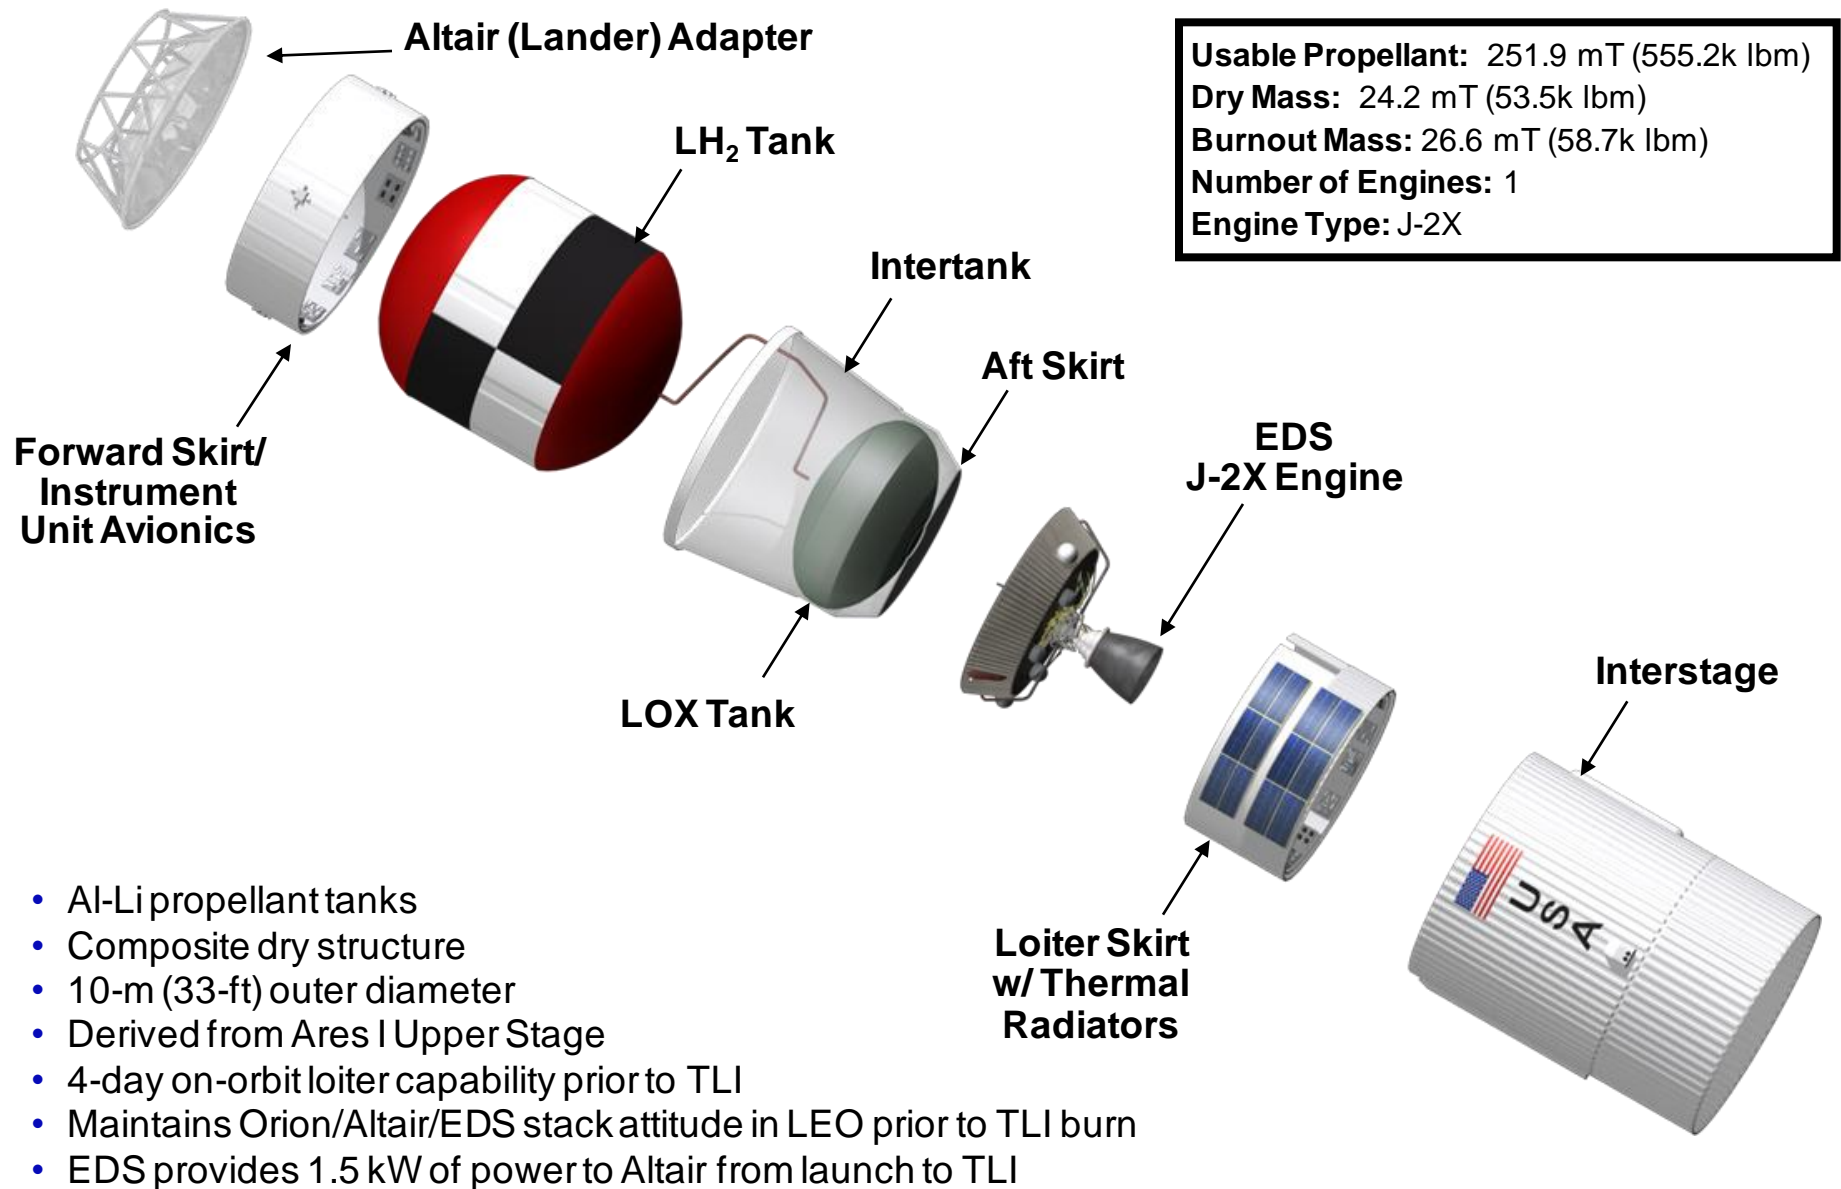 Altair (Lander) Adapter
Usable Propellant: 251.9 mT (555.2k lbm)
Dry Mass: 24.2 mT (53.5k lbm)
Burnout Mass: 26.6 mT (58.7k lbm)
Number of Engines: 1
Engine Type: J-2X
LH₂ Tank
Intertank
Aft Skirt
EDS
J-2X Engine
Forward Skirt/
Instrument
Unit Avionics
LOX Tank
Interstage
USA
Loiter Skirt
w/ Thermal
Radiators
• Al-Li propellant tanks
• Composite dry structure
• 10-m (33-ft) outer diameter
• Derived from Ares I Upper Stage
• 4-day on-orbit loiter capability prior to TLI
• Maintains Orion/Altair/EDS stack attitude in LEO prior to TLI burn
• EDS provides 1.5 kW of power to Altair from launch to TLI